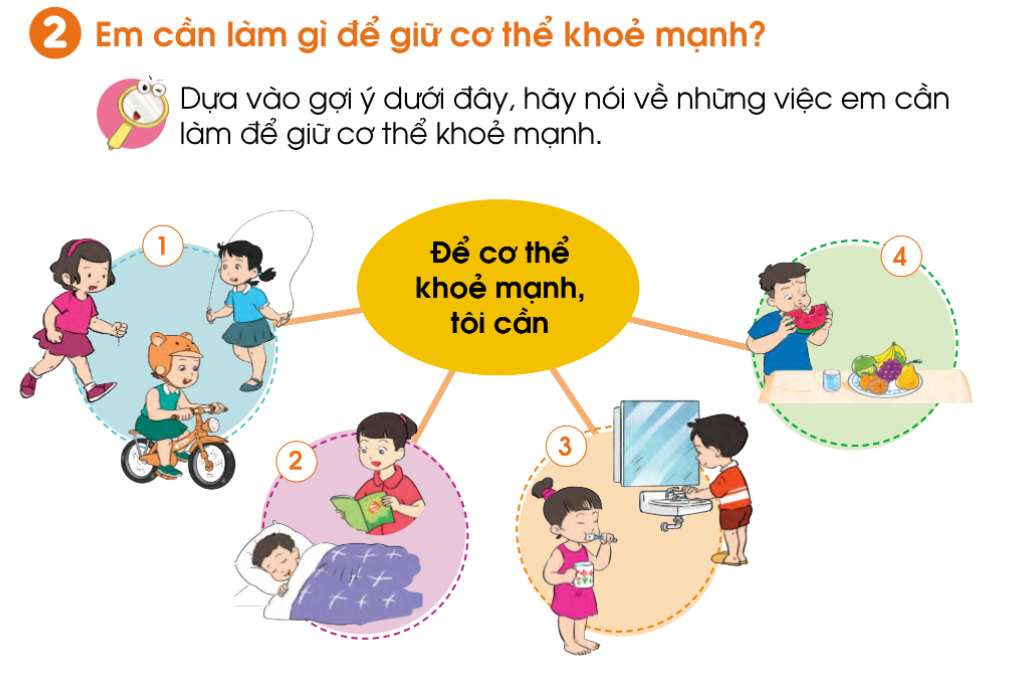 2 Em cần làm gì để giữ cơ thể khoẻ mạnh?
Dựa vào gợi ý dưới đây, hãy nói về những việc em cần
làm để giữ cơ thể khoẻ mạnh.
Để cơ thể
khoẻ mạnh,
tôi cần
1
2
3
4